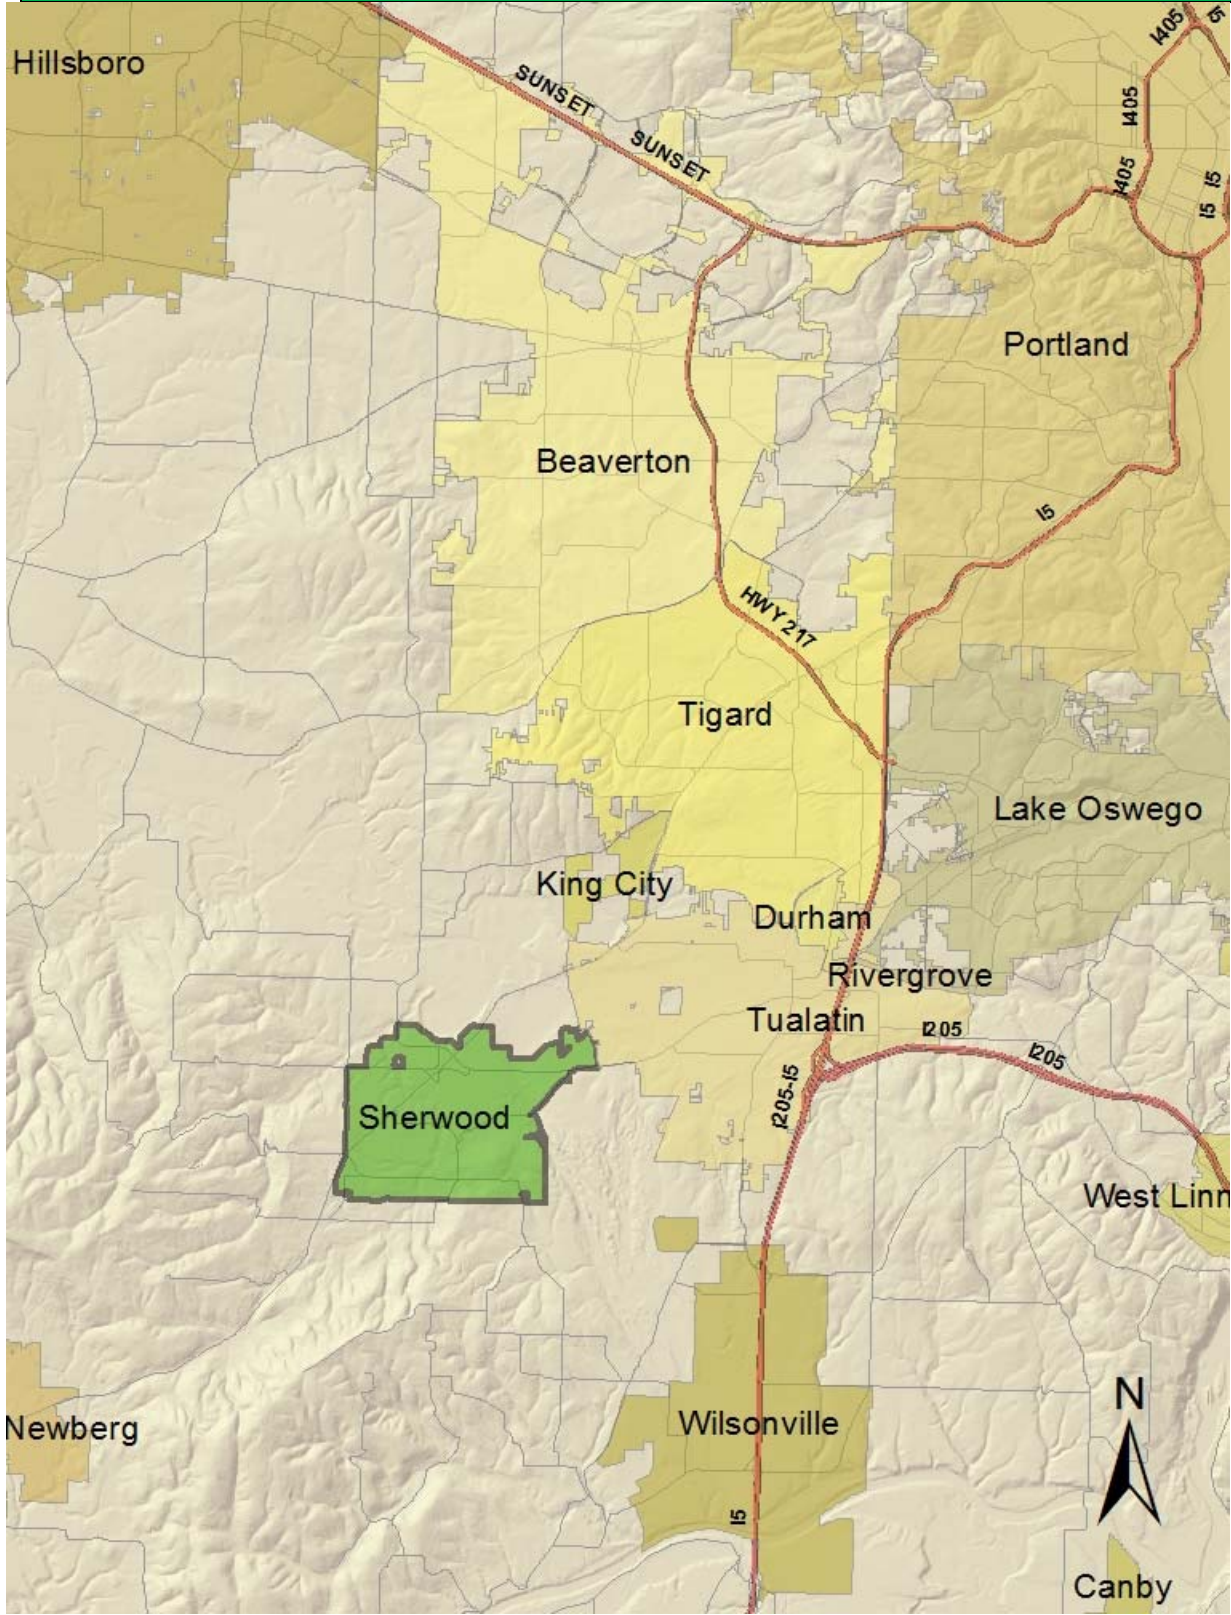 I405
I5
Hillsboro
SUNSET
I405
SUNSET
I405
I5
I5
Portland
Beaverton
I5
HWY 217
Tigard
Lake Oswego
King City
Durham
Rivergrove
Tualatin
I205
I205
I205-I5
Sherwood
West Linn
N
Wilsonville
Newberg
I5
Canby